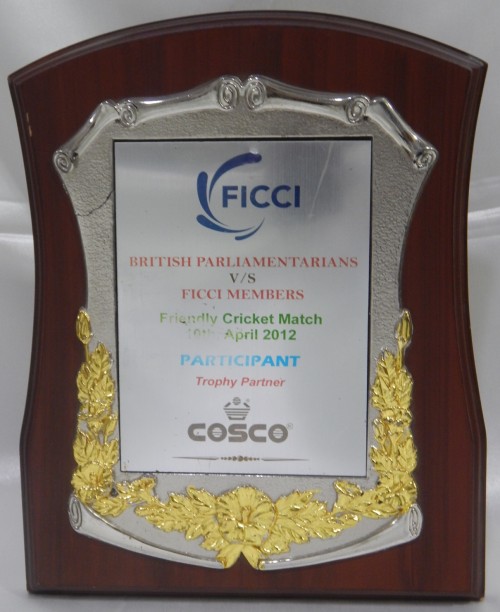 FICCI
BRITISH PARLIAMENTARIANS
V/S
FICCI MEMBERS
Friendly Cricket Match
April 2012
PARTICIPANT
Trophy Partner
COSCO®